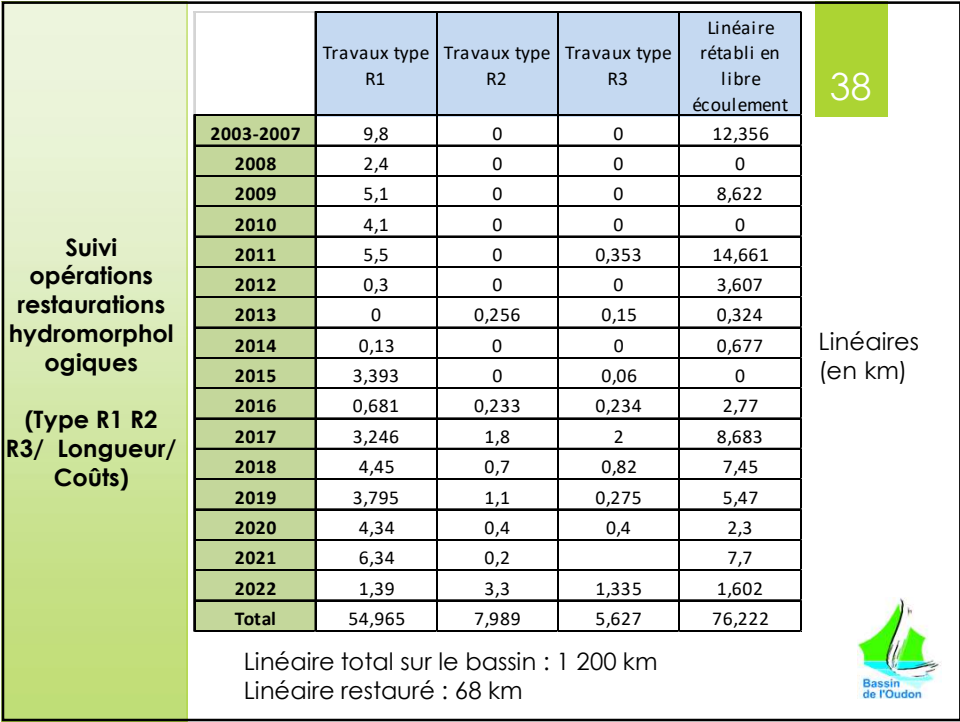 38
Suivi
opérations
restaurations
hydromorphol
ogiques
(Type R1 R2
R3/ Longueur/
Coûts)
Travaux type R1 Travaux type R2 Travaux type R3 Linéaire rétabli en libre écoulement
2003-2007 9,8 0 0 12,356
2008 2,4 0 0 0
2009 5,1 0 0 8,622
2010 4,1 0 0 0
2011 5,5 0 0,353 14,661
2012 0,3 0 0 3,607
2013 0 0,256 0,15 0,324
2014 0,13 0 0 0,677
2015 3,393 0 0,06 0
2016 0,681 0,233 0,234 2,77
2017 3,246 1,8 2 8,683
2018 4,45 0,7 0,82 7,45
2019 3,795 1,1 0,275 5,47
2020 4,34 0,4 0,4 2,3
2021 6,34 0,2 7,7
2022 1,39 3,3 1,335 1,602
Total 54,965 7,989 5,627 76,222
Linéaires
(en km)
Linéaire total sur le bassin : 1 200 km
Linéaire restauré : 68 km
Bassin
de l'Oudon